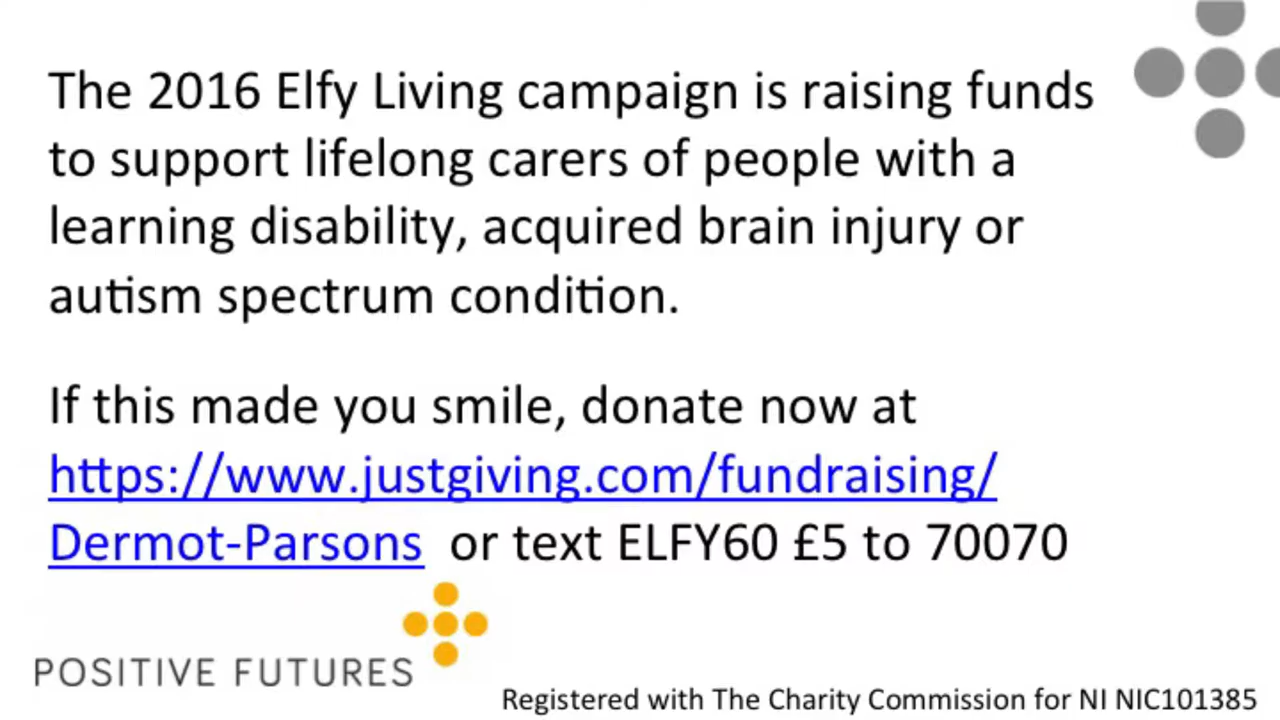 The 2016 Elfy Living campaign is raising funds
to support lifelong carers of people with a
learning disability, acquired brain injury or
autism spectrum condition.
If this made you smile, donate now at
https://www.justgiving.com/fundraising/
Dermot-Parsons or text ELFY60 £5 to 70070
POSITIVE FUTURES
Registered with The Charity Commission for NI NIC101385